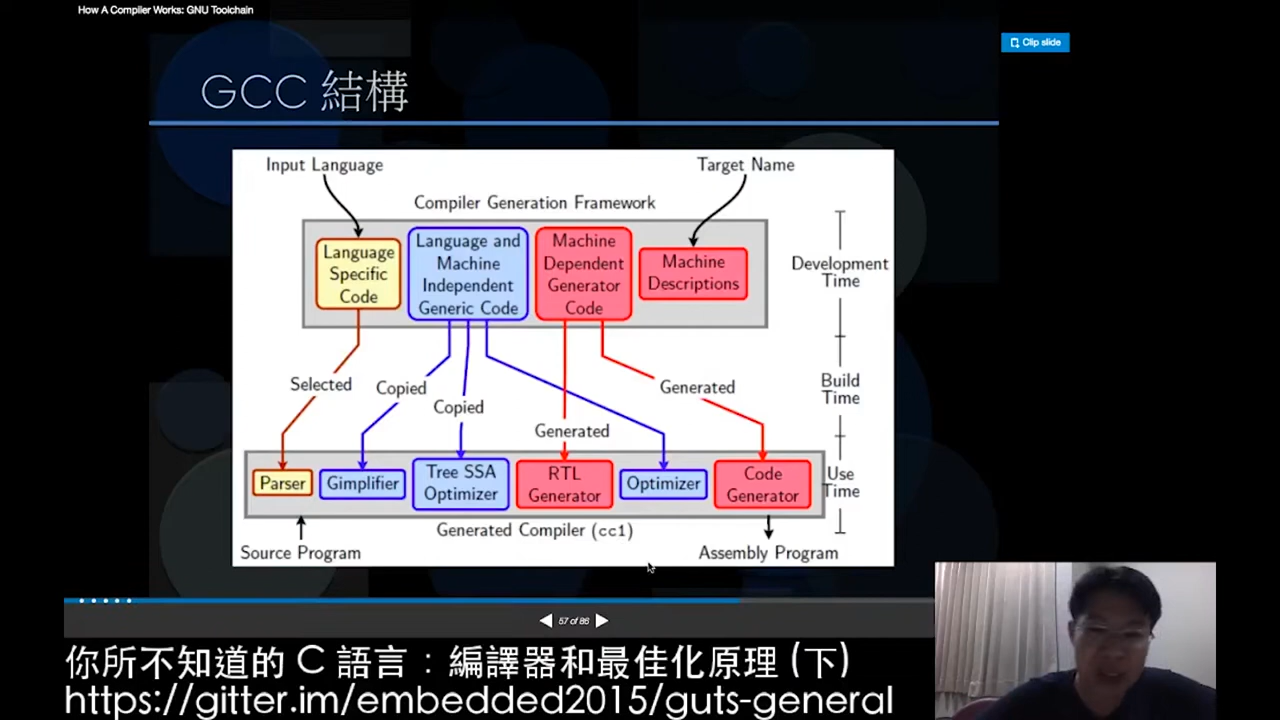 How A Compiler Works: GNU Toolchain
Clip slide
GCC 結構
Input Language
Target Name
Compiler Generation Framework
Language
Specific
Code
Language and
Machine
Independent
Generic Code
Machine
Dependent
Generator
Code
Machine
Descriptions
Development
Time
Selected
Copied
Copied
Generated
Generated
Build
Time
Parser
Gimplifier
Tree SSA
Optimizer
RTL
Generator
Optimizer
Code
Generator
Use
Time
Generated Compiler (cc1)
Source Program
Assembly Program
57 of 86
你所不知道的 C 語言：編譯器和最佳化原理 (下)
https://gitter.im/embedded2015/guts-general